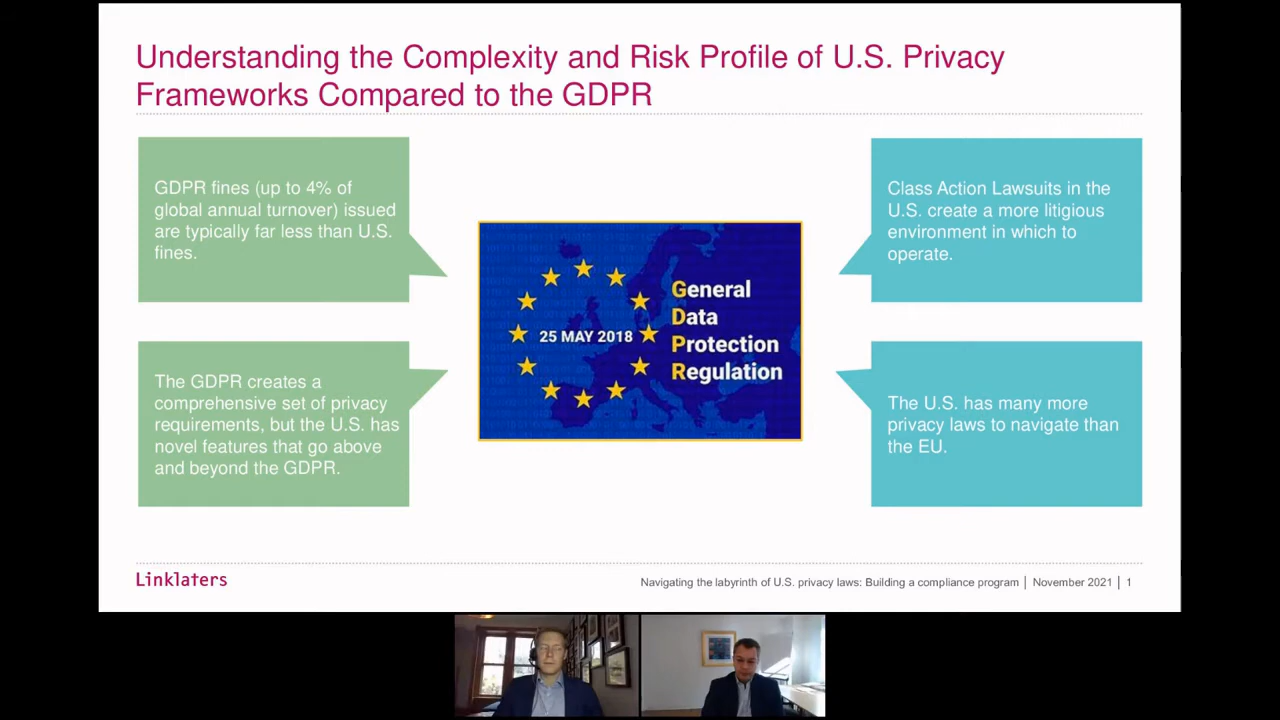 Understanding the Complexity and Risk Profile of U.S. Privacy
Frameworks Compared to the GDPR
GDPR fines (up to 4% of
global annual turnover) issued
are typically far less than U.S.
fines.
The GDPR creates a
comprehensive set of privacy
requirements, but the U.S. has
novel features that go above
and beyond the GDPR.
25 MAY 2018
General
Data
Protection
Regulation
Class Action Lawsuits in the
U.S. create a more litigious
environment in which to
operate.
The U.S. has many more
privacy laws to navigate than
the EU.
Linklaters
Navigating the labyrinth of U.S. privacy laws: Building a compliance program | November 2021 | 1